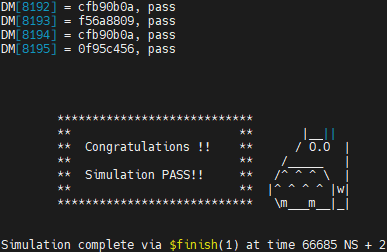 DM[8192] = cfb90b0a, pass
DM[8193] = f56a8809, pass
DM[8194] = cfb90b0a, pass
DM[8195] = 0f95c456, pass
****************************
**                        **       |__||
**  Congratulations !!    **      / O.O  |
**                        **    /_____   |
**  Simulation PASS!!     **   /^ ^ ^ \  |
**                        **  |^ ^ ^ ^ |w|
****************************   \m___m__|_|
Simulation complete via $finish(1) at time 66685 NS + 2